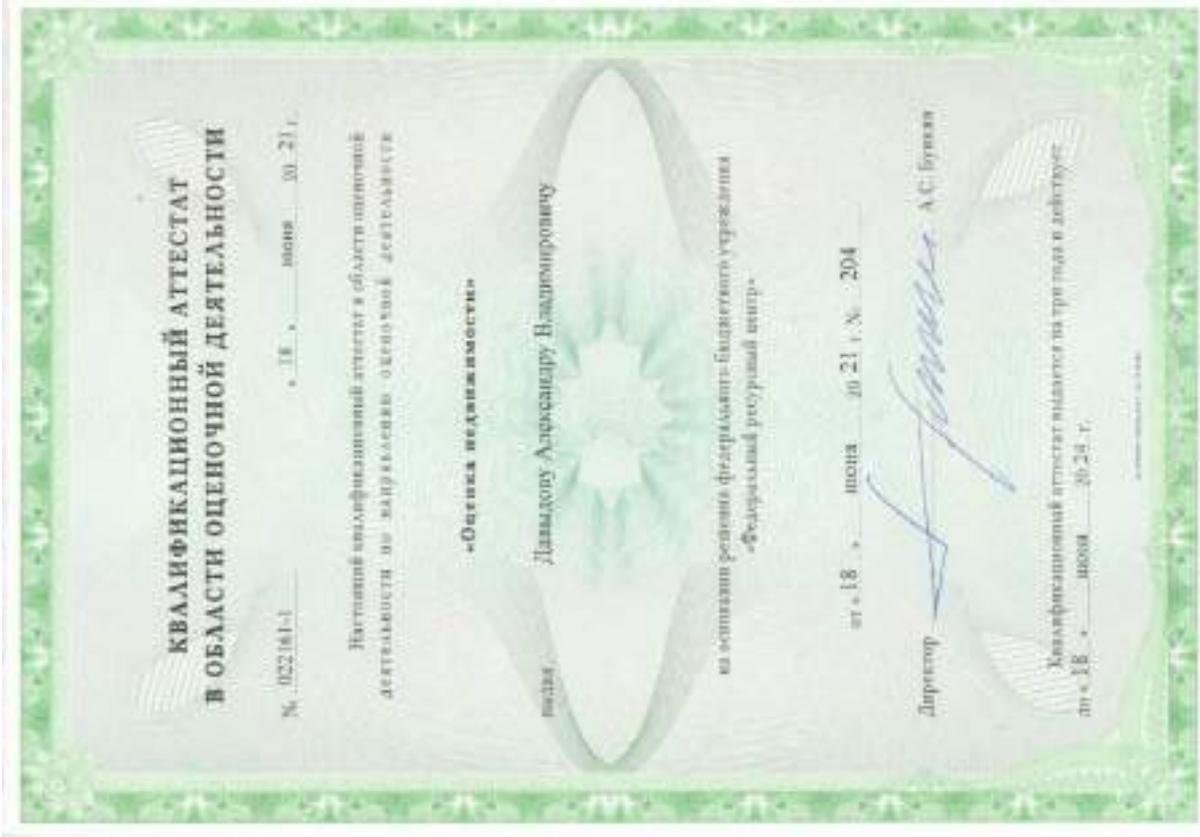 КВАЛИФИКАЦИОННЫЙ АТТЕСТАТ
В ОБЛАСТИ ОЦЕНОЧНОЙ ДЕЯТЕЛЬНОСТИ
№ 022161-1 « 18 » июня 20 21 г.
Настоящий квалификационный аттестат в области оценочной
деятельности по направлению оценочной деятельности
«Оценка недвижимости»
выдан Давыдову Александру Владимировичу
на основании решения федерального бюджетного учреждения
«Федеральный ресурсный центр»
от « 18 » июня 20 21 г. № 204
Директор А.С. Бункин
Квалификационный аттестат выдается на три года и действует
до « 18 » июня 20 24 г.